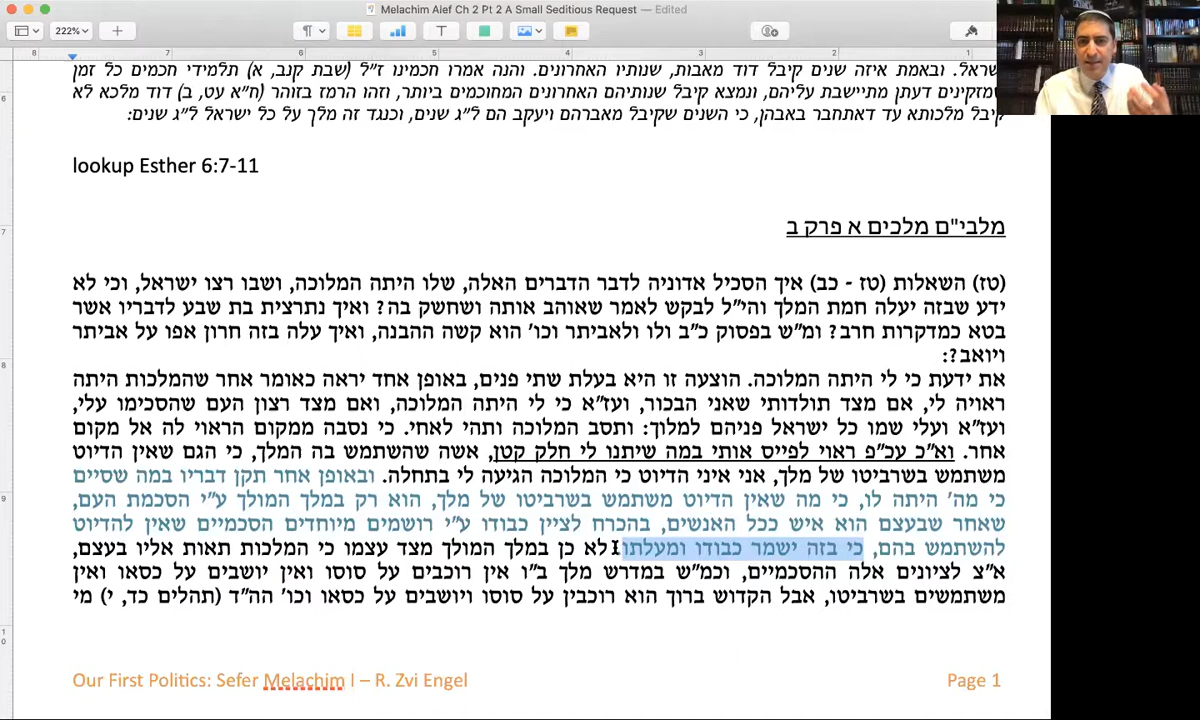 Melachim Alef Ch 2 Pt 2 A Small Seditious Request — Edited
222%
8 7 6 5 4 3 2 1
שראל. ובאמת איזה שנים קיבל דוד מאבות, שנותיו האחרונים. והנה אמרו חכמינו ז"ל (שבת קנב, א) תלמידי חכמים כל זמן
שמזקינים דעתן מתיישבת עליהם, ונמצא קיבל שנותיהם האחרונים המחוכמים ביותר, וזהו הרמז בזוהר (ח"א עט, ב) דוד מלכא לא
קיבל מלכותא עד דאתחבר באבהן, כי השנים שקיבל מאברהם ויעקב הם ל"ג שנים, וכנגד זה מלך על כל ישראל ל"ג שנים:
lookup Esther 6:7-11
מלבי"ם מלכים א פרק ב
(טז) השאלות (טז - כב) איך הסכיל אדוניה לדבר הדברים האלה, שלו היתה המלוכה, ושבו רצו ישראל, וכי לא
ידע שבזה יעלה חמת המלך והי"ל לבקש לאמר שאוהב אותה ושחשק בה? ואיך נתרצית בת שבע לדבריו אשר
בטא כמדקרות חרב? ומ"ש בפסוק כ"ב ולו ולאביתר וכו' הוא קשה ההבנה, ואיך עלה בזה חרון אפו על אביתר
ויואב?:
את ידעת כי לי היתה המלוכה. הוצעה זו היא בעלת שתי פנים, באופן אחד יראה כאומר אחר שהמלכות היתה
ראויה לי, אם מצד תולדותי שאני הבכור, ועז"א כי לי היתה המלוכה, ואם מצד רצון העם שהסכימו עלי,
ועז"א ועלי שמו כל ישראל פניהם למלוך: ותסב המלוכה ותהי לאחי. כי נסבה ממקום הראוי לה אל מקום
אחר. וא"כ עכ"פ ראוי לפייס אותי במה שיתנו לי חלק קטן, אשה שהשתמש בה המלך, כי הגם שאין הדיוט
משתמש בשרביטו של מלך, אני איני הדיוט כי המלוכה הגיעה לי בתחלה. ובאופן אחר תקן דבריו במה שסיים
כי מה' היתה לו, כי מה שאין הדיוט משתמש בשרביטו של מלך, הוא רק במלך המולך ע"י הסכמת העם,
שאחר שבעצם הוא איש ככל האנשים, בהכרח לציין כבודו ע"י רושמים מיוחדים הסכמיים שאין להדיוט
להשתמש בהם, כי בזה ישמר כבודו ומעלתו לא כן במלך המולך מצד עצמו כי המלכות תאות אליו בעצם,
א"צ לציונים אלה ההסכמיים, וכמ"ש במדרש מלך ב"ו אין רוכבים על סוסו ואין יושבים על כסאו ואין
משתמשים בשרביטו, אבל הקדוש ברוך הוא רוכבין על סוסו ויושבים על כסאו וכו' הה"ד (תהלים כד, י) מי
Our First Politics: Sefer Melachim I – R. Zvi Engel
Page 1